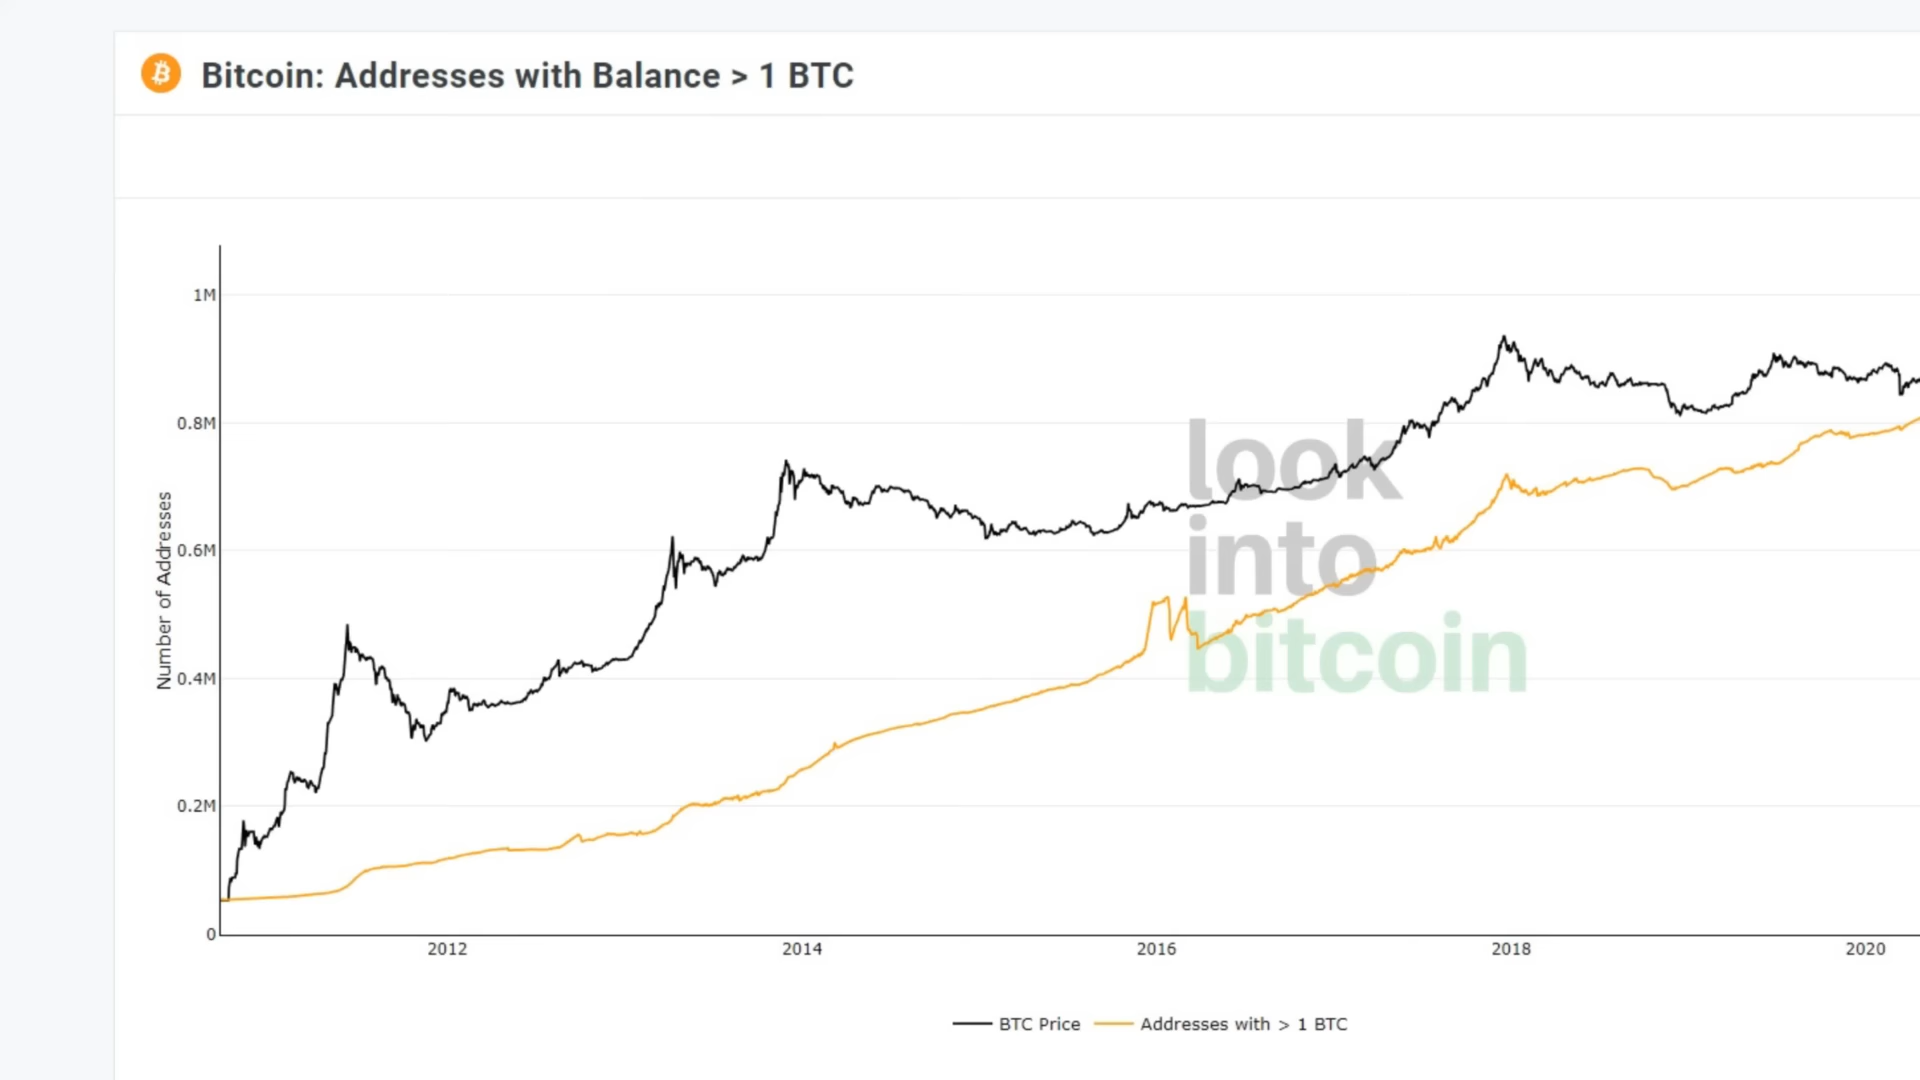 Bitcoin: Addresses with Balance > 1 BTC
1M
0.8M
0.6M
0.4M
0.2M
0
Number of Addresses
look
into
bitcoin
2012
2014
2016
2018
2020
BTC Price
Addresses with > 1 BTC